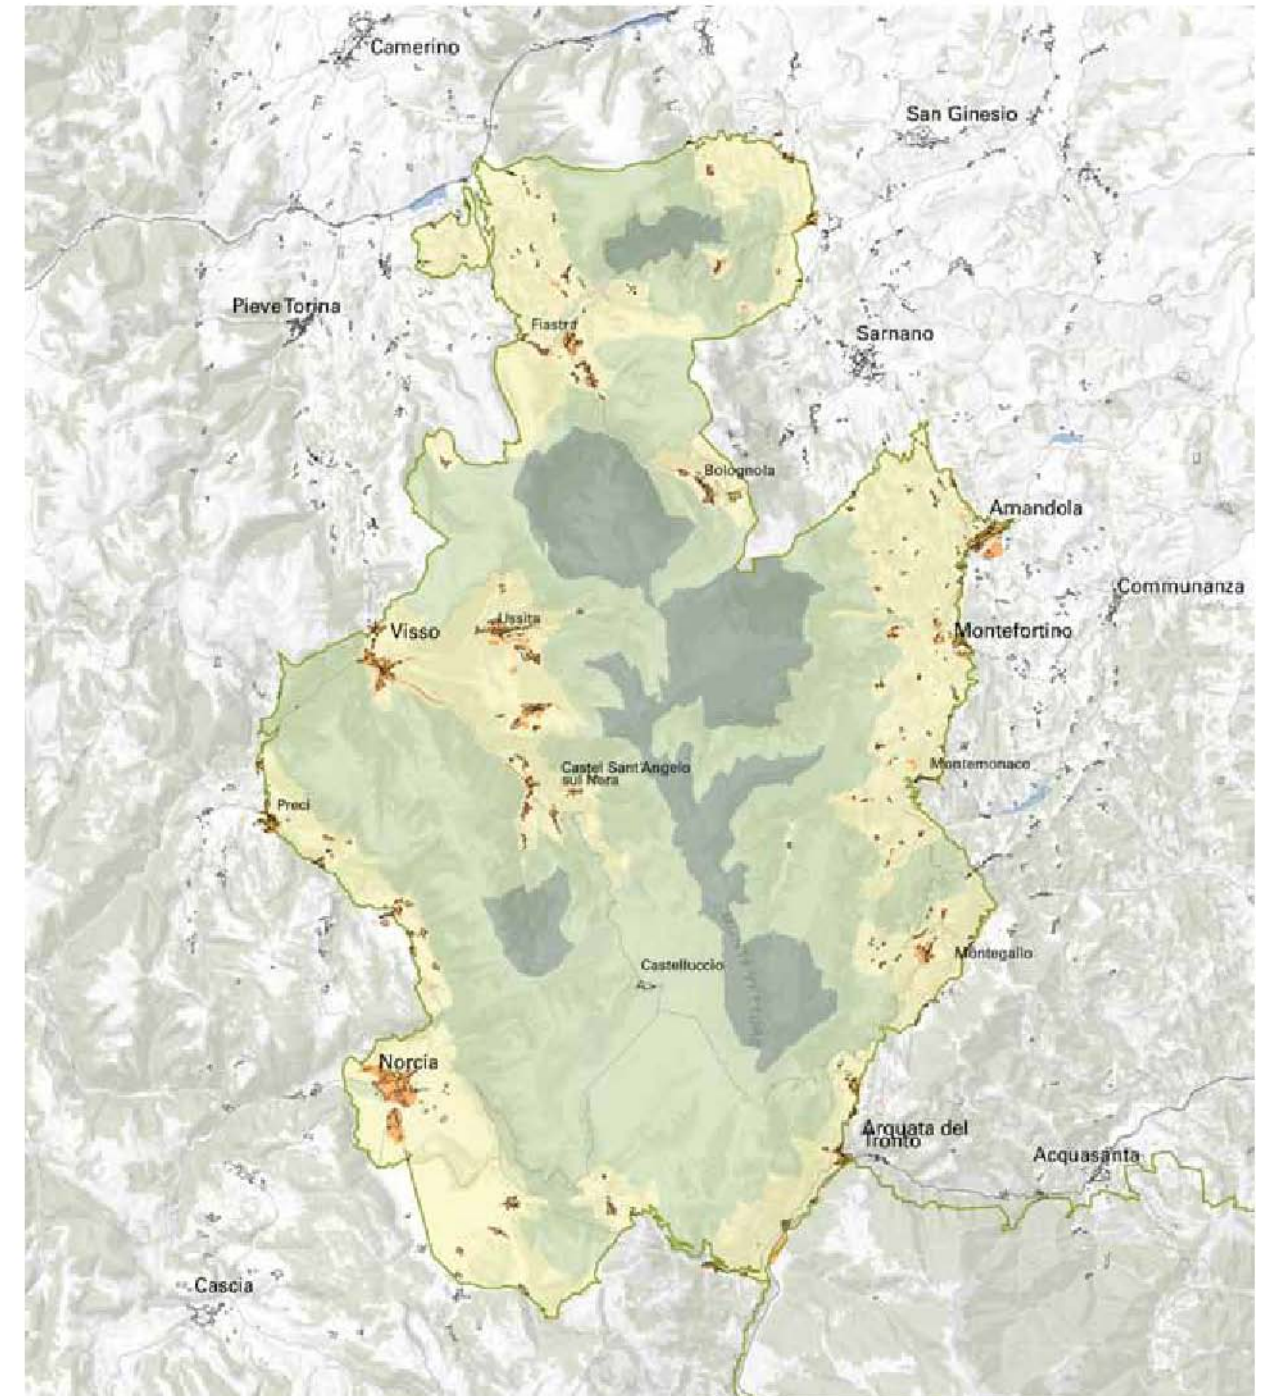 Camerino
San Ginesio
Pieve Torina
Fiastra
Sarnano
Bolognola
Amandola
Communanza
Ussita
Visso
Montefortino
Castel Sant'Angelo
sul Nera
Montemonaco
Preci
Montegallo
Castelluccio
Norcia
Arquata del
Tronto
Acquasanta
Cascia